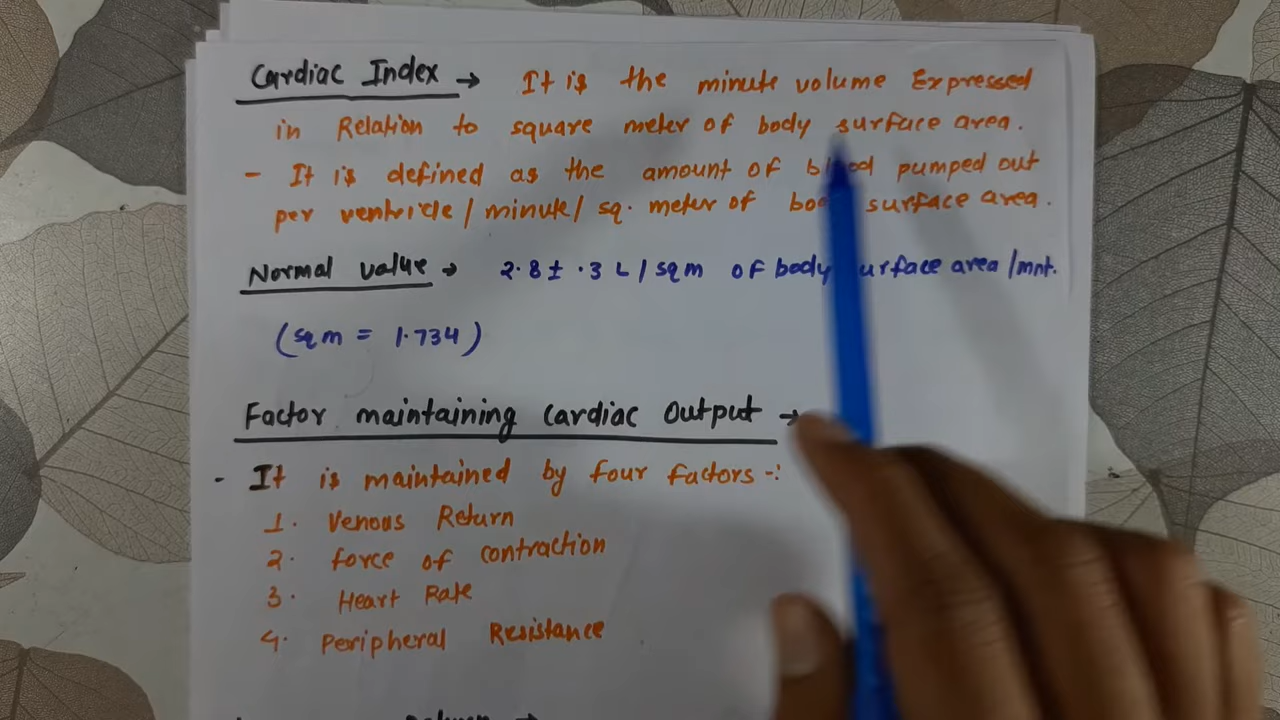 Cardiac Index → It is the minute volume Expressed
in Relation to square meter of body surface area.
- It is defined as the amount of blood pumped out
per ventricle / minute / sq. meter of body surface area.
Normal value → 2.8 ± .3 L / sqm of body surface area / mnt.
(sqm = 1.734)
Factor maintaining cardiac output →
- It is maintained by four factors -:
1. Venous Return
2. force of contraction
3. Heart Rate
4. Peripheral Resistance